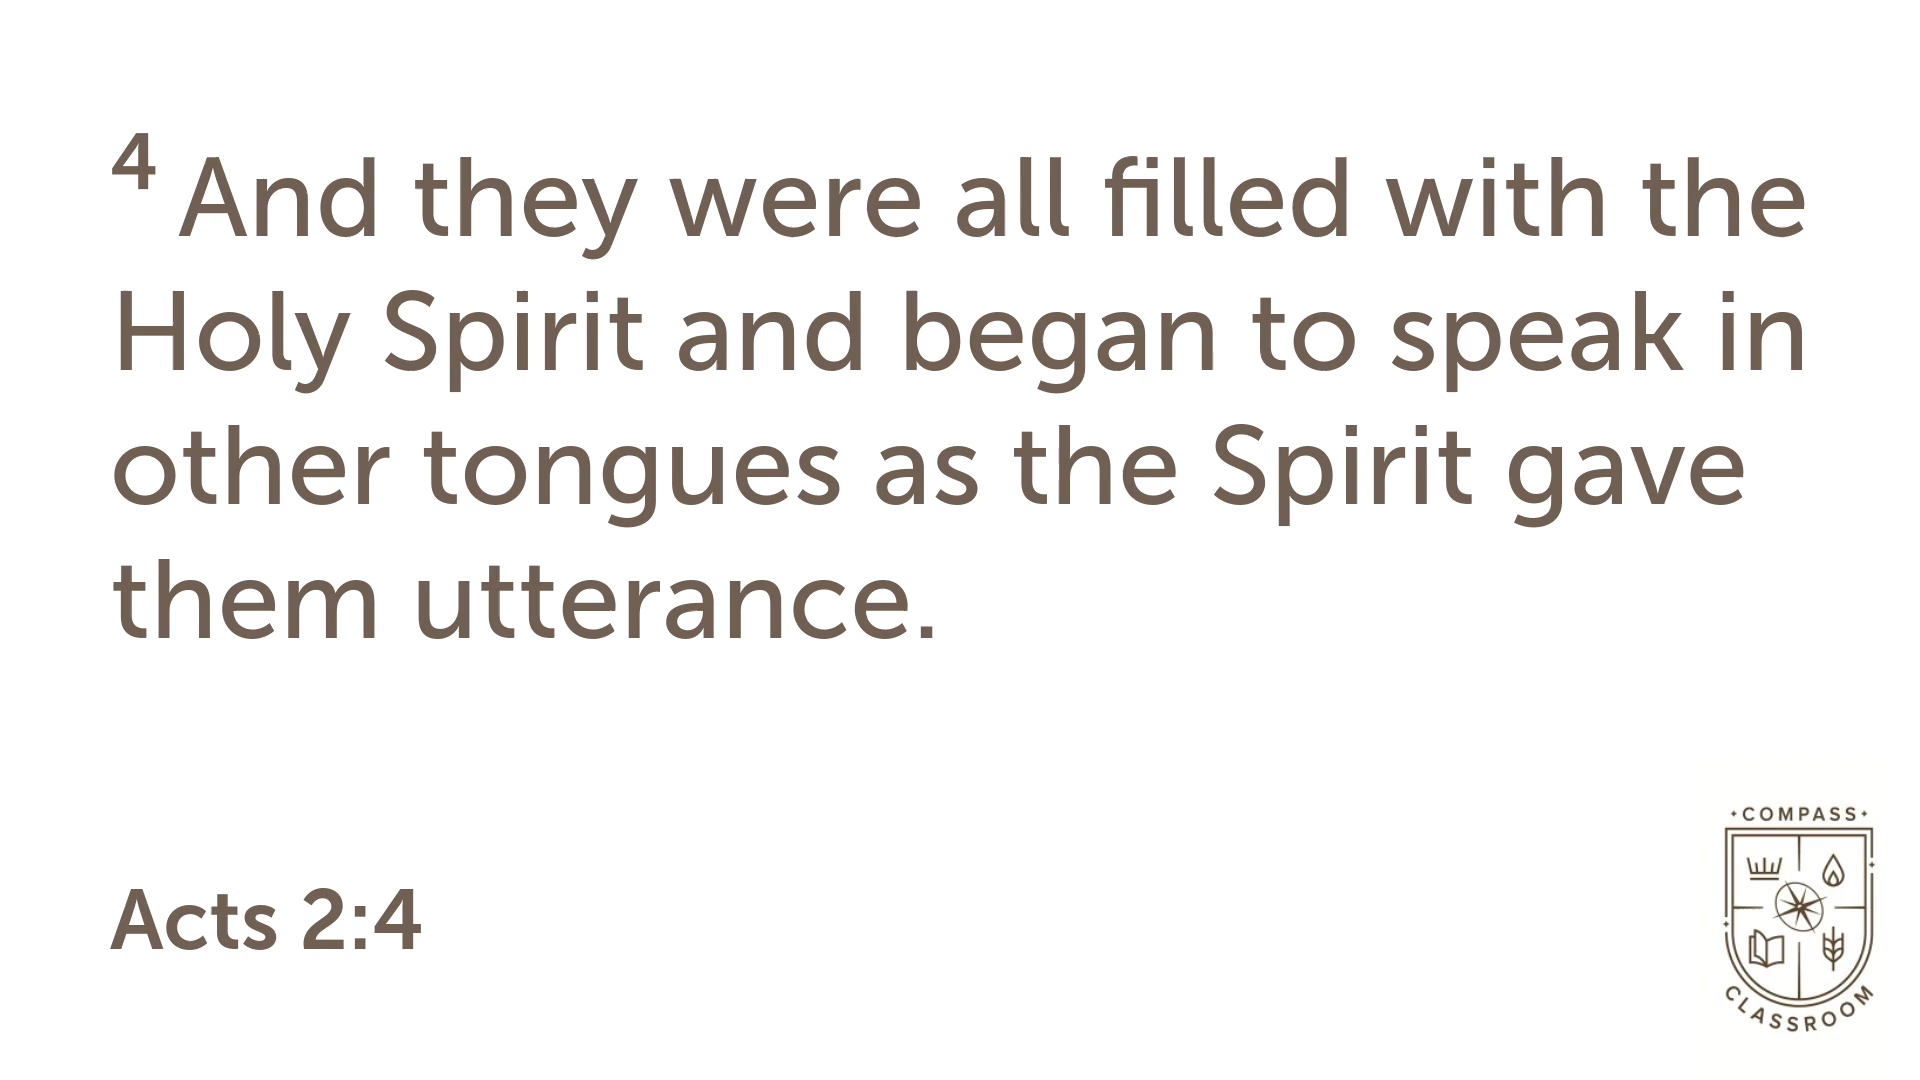 4 And they were all filled with the
Holy Spirit and began to speak in
other tongues as the Spirit gave
them utterance.
Acts 2:4
COMPASS
CLASSROOM